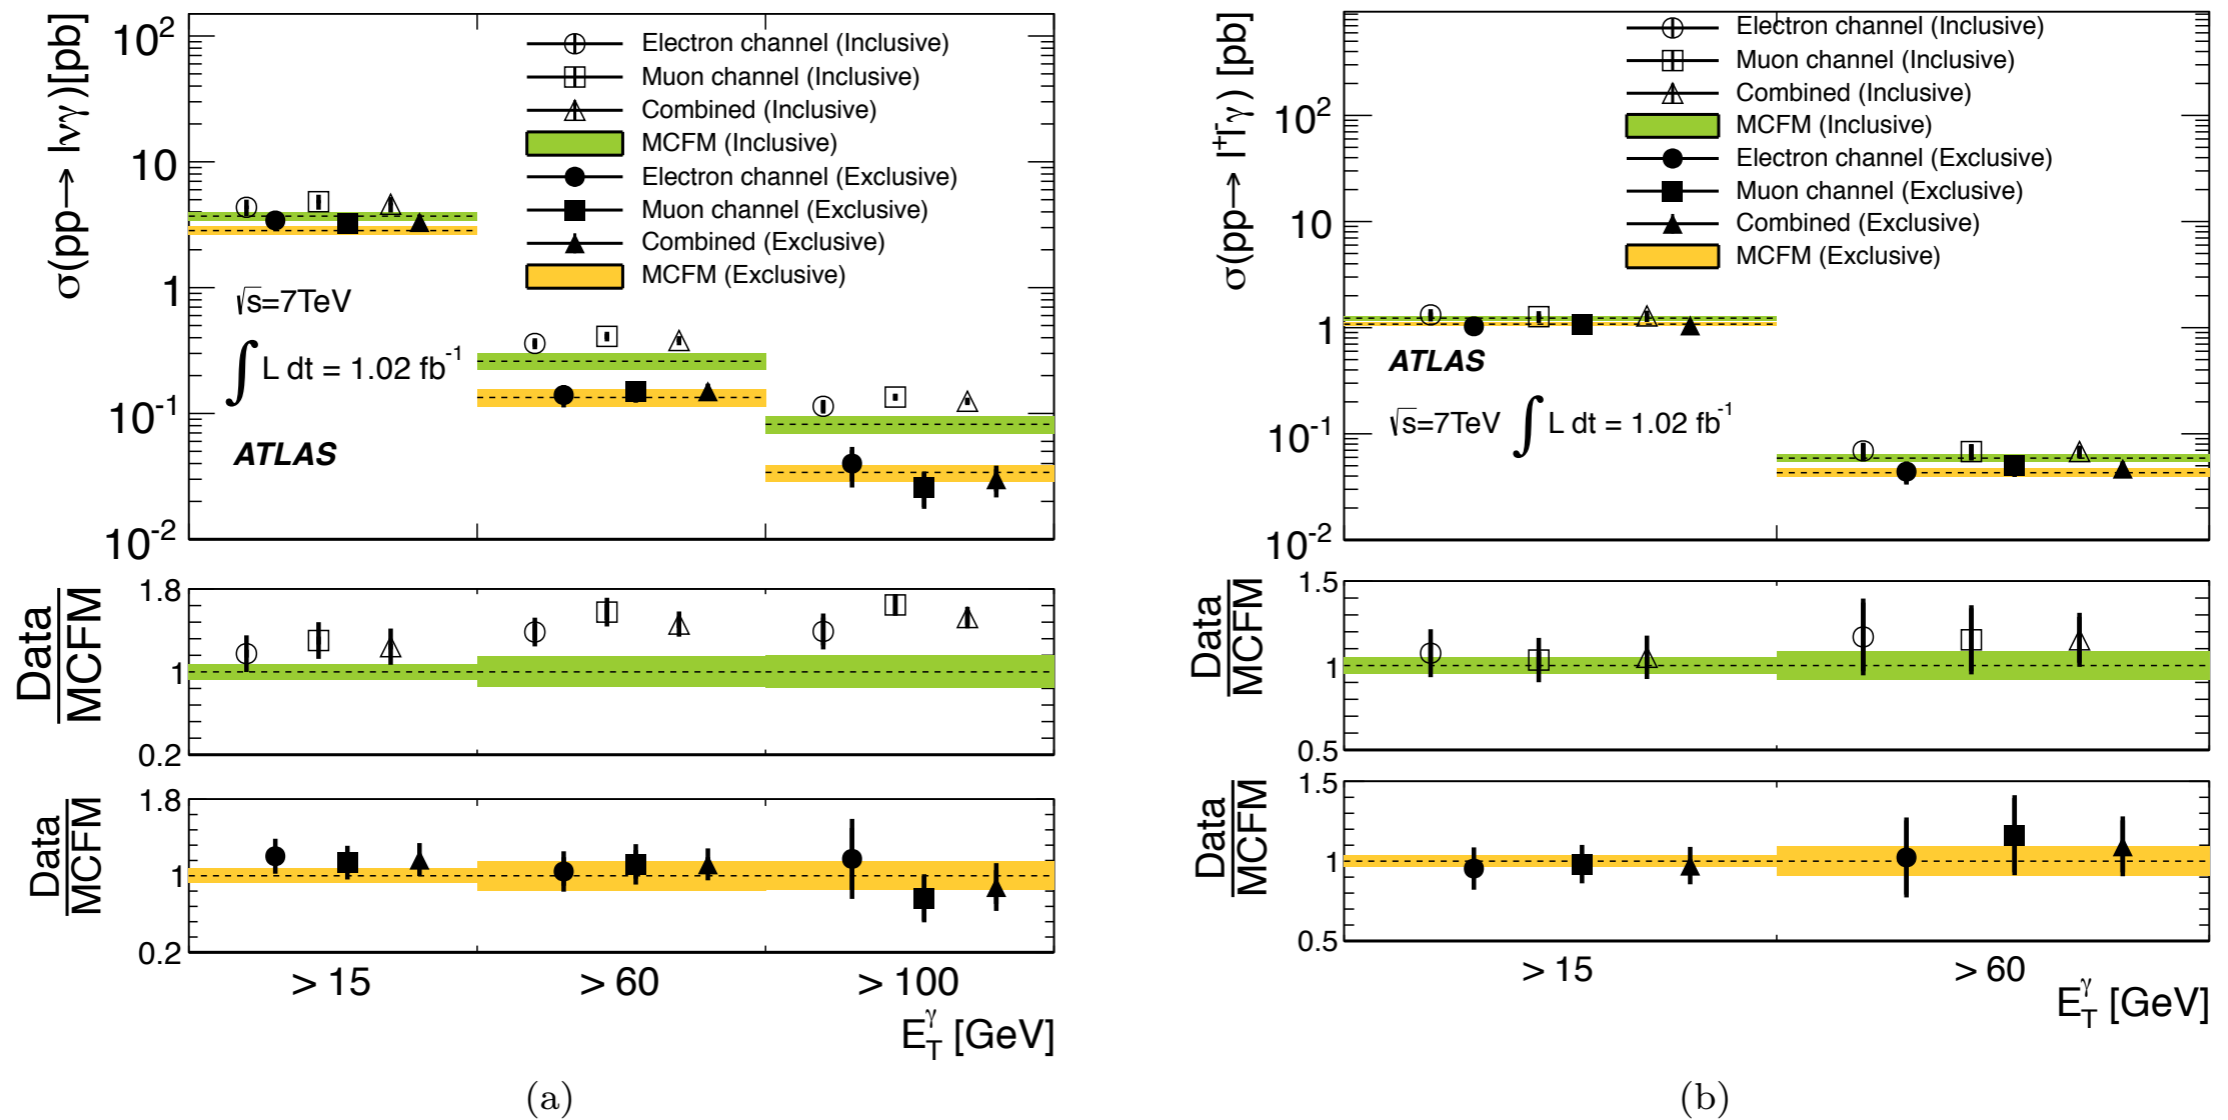 σ(pp→ lνγ)[pb]
10²
10
1
10⁻¹
10⁻²
Electron channel (Inclusive)
Muon channel (Inclusive)
Combined (Inclusive)
MCFM (Inclusive)
Electron channel (Exclusive)
Muon channel (Exclusive)
Combined (Exclusive)
MCFM (Exclusive)
√s=7TeV
∫ L dt = 1.02 fb⁻¹
ATLAS
Data
MCFM
1.8
1
0.2
Data
MCFM
1.8
1
0.2
> 15
> 60
> 100
E_T^γ [GeV]
(a)
σ(pp→ l⁺l⁻γ) [pb]
10²
10
1
10⁻¹
10⁻²
Electron channel (Inclusive)
Muon channel (Inclusive)
Combined (Inclusive)
MCFM (Inclusive)
Electron channel (Exclusive)
Muon channel (Exclusive)
Combined (Exclusive)
MCFM (Exclusive)
ATLAS
√s=7TeV ∫ L dt = 1.02 fb⁻¹
Data
MCFM
1.5
1
0.5
Data
MCFM
1.5
1
0.5
> 15
> 60
E_T^γ [GeV]
(b)